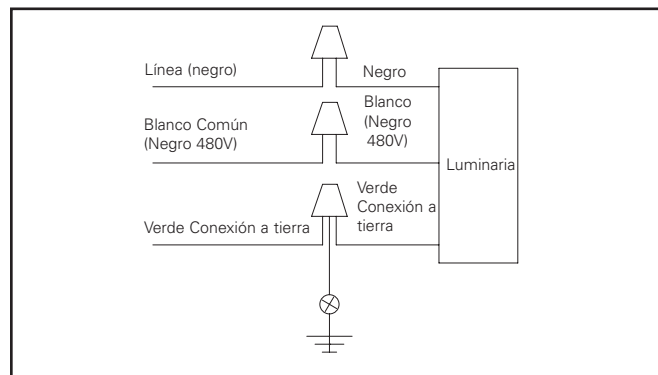 Línea (negro)
Negro
Blanco Común
(Negro 480V)
Blanco
(Negro
480V)
Luminaria
Verde Conexión a tierra
Verde
Conexión a
tierra